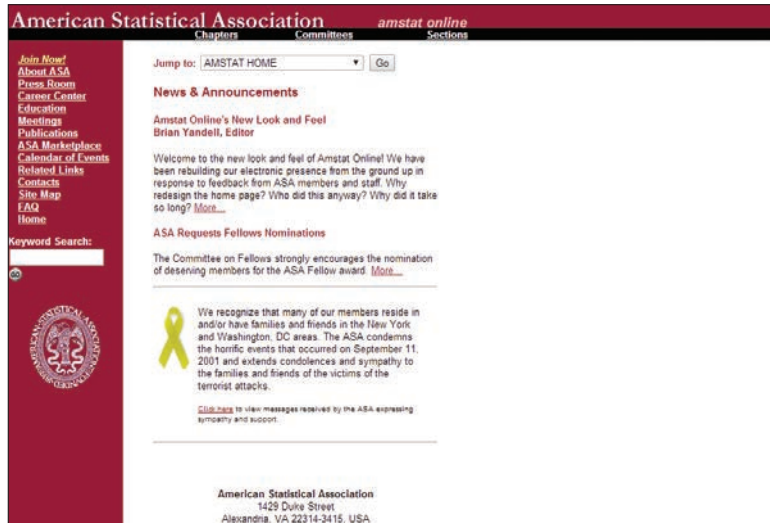 American Statistical Association amstat online
Chapters Committees Sections
Join Now!
About ASA
Press Room
Career Center
Education
Meetings
Publications
ASA Marketplace
Calendar of Events
Related Links
Contacts
Site Map
FAQ
Home
Keyword Search:
GO
Jump to: AMSTAT HOME Go
News & Announcements
Amstat Online's New Look and Feel
Brian Yandell, Editor
Welcome to the new look and feel of Amstat Online! We have
been rebuilding our electronic presence from the ground up in
response to feedback from ASA members and staff. Why
redesign the home page? Who did this anyway? Why did it take
so long? More...
ASA Requests Fellows Nominations
The Committee on Fellows strongly encourages the nomination
of deserving members for the ASA Fellow award. More...
We recognize that many of our members reside in
and/or have families and friends in the New York
and Washington, DC areas. The ASA condemns
the horrific events that occurred on September 11,
2001 and extends condolences and sympathy to
the families and friends of the victims of the
terrorist attacks.
Click here to view messages received by the ASA expressing
sympathy and support.
American Statistical Association
1429 Duke Street
Alexandria, VA 22314-3415, USA